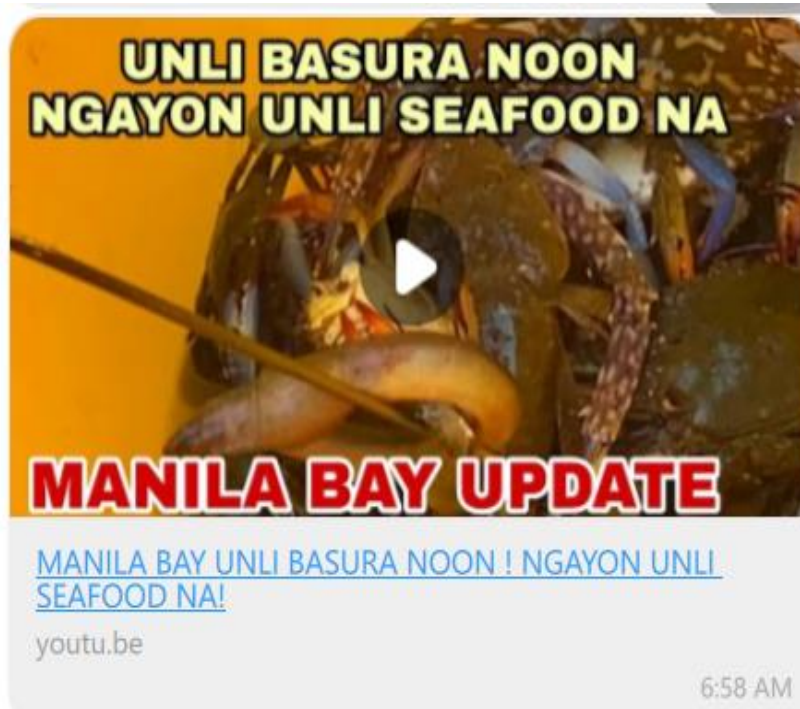 UNLI BASURA NOON
NGAYON UNLI SEAFOOD NA
MANILA BAY UPDATE
MANILA BAY UNLI BASURA NOON ! NGAYON UNLI
SEAFOOD NA!
youtu.be
6:58 AM